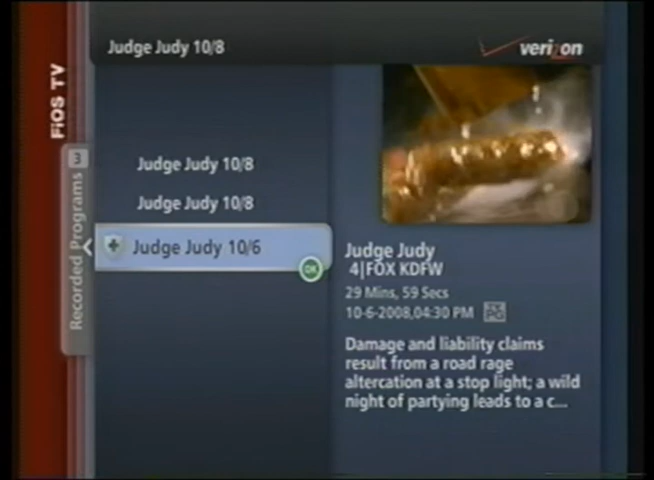 Judge Judy 10/8
verizon
FiOS TV
Recorded Programs 3
Judge Judy 10/8
Judge Judy 10/8
Judge Judy 10/6
OK
Judge Judy
4|FOX KDFW
29 Mins, 59 Secs
10-6-2008,04:30 PM
Damage and liability claims
result from a road rage
altercation at a stop light; a wild
night of partying leads to a c...